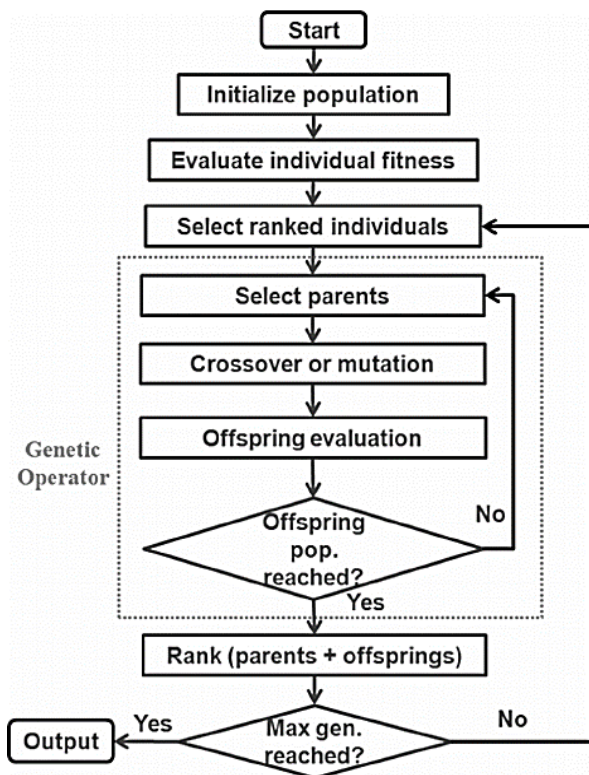 Start
Initialize population
Evaluate individual fitness
Select ranked individuals
Select parents
Crossover or mutation
Offspring evaluation
Genetic
Operator
Offspring
pop.
reached?
No
Yes
Rank (parents + offsprings)
Max gen.
reached?
Yes
No
Output